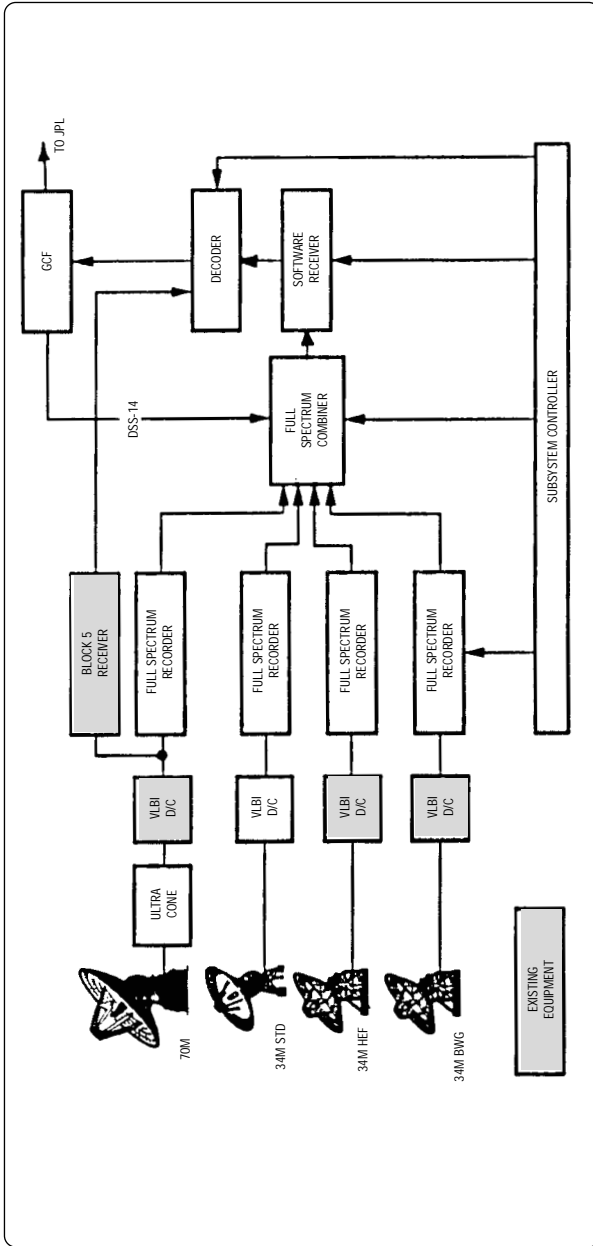 70M
ULTRA
CONE
VLBI
D/C
BLOCK 5
RECEIVER
FULL SPECTRUM
RECORDER
34M STD
VLBI
D/C
FULL SPECTRUM
RECORDER
34M HEF
VLBI
D/C
FULL SPECTRUM
RECORDER
34M BWG
VLBI
D/C
FULL SPECTRUM
RECORDER
DSS-14
FULL
SPECTRUM
COMBINER
GCF
TO JPL
DECODER
SOFTWARE
RECEIVER
SUBSYSTEM CONTROLLER
EXISTING
EQUIPMENT